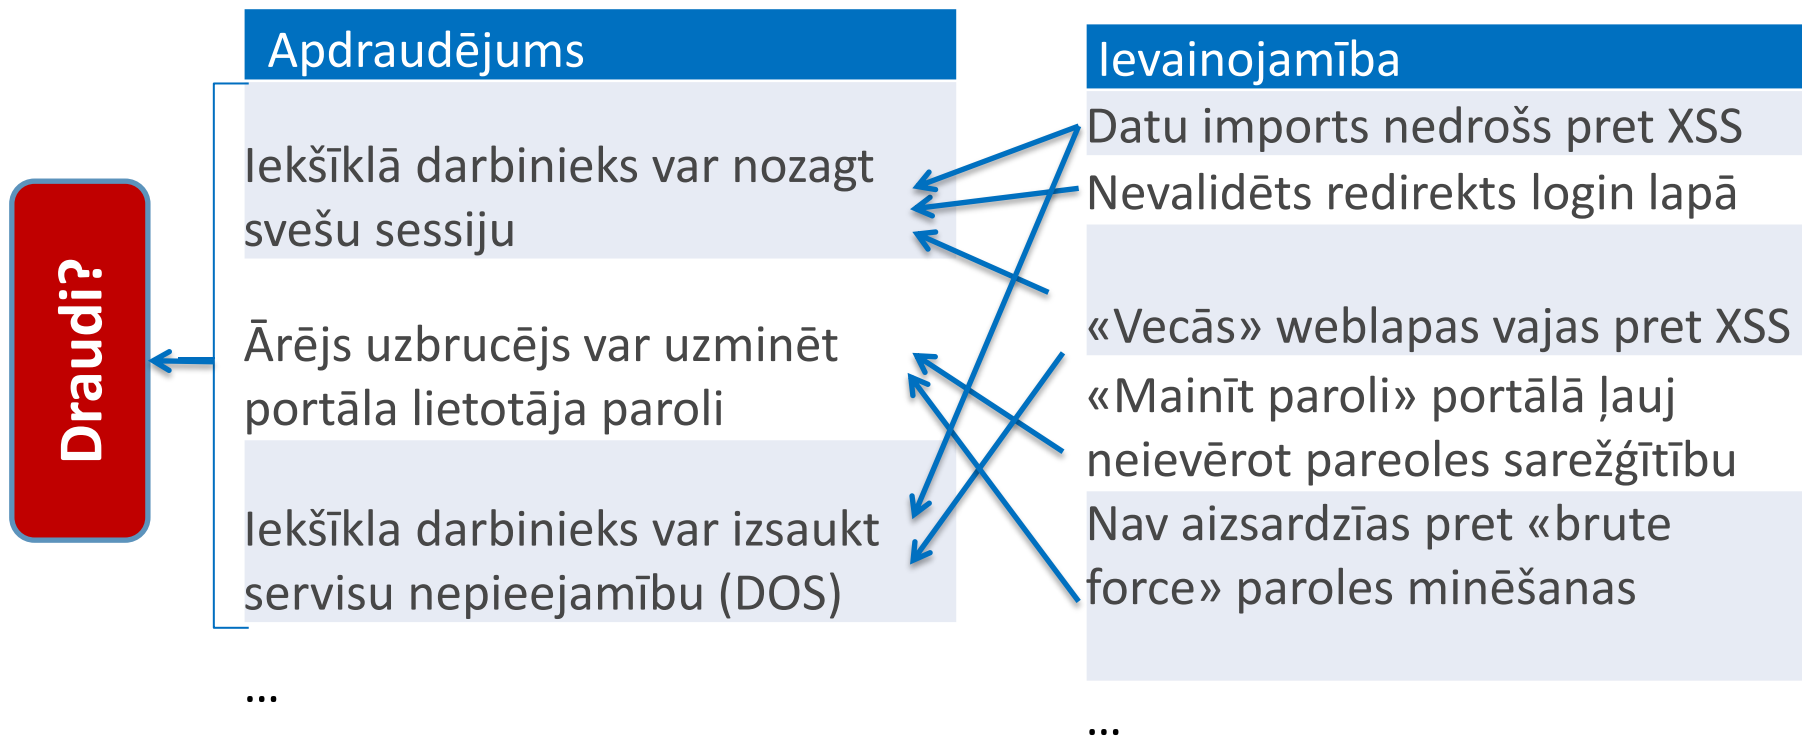 Draudi?
Apdraudējums
Iekšīklā darbinieks var nozagt
svešu sessiju
Ārējs uzbrucējs var uzminēt
portāla lietotāja paroli
Iekšīkla darbinieks var izsaukt
servisu nepieejamību (DOS)
…
Ievainojamība
Datu imports nedrošs pret XSS
Nevalidēts redirekts login lapā
«Vecās» weblapas vajas pret XSS
«Mainīt paroli» portālā ļauj
neievērot pareoles sarežģītību
Nav aizsardzīas pret «brute
force» paroles minēšanas
…